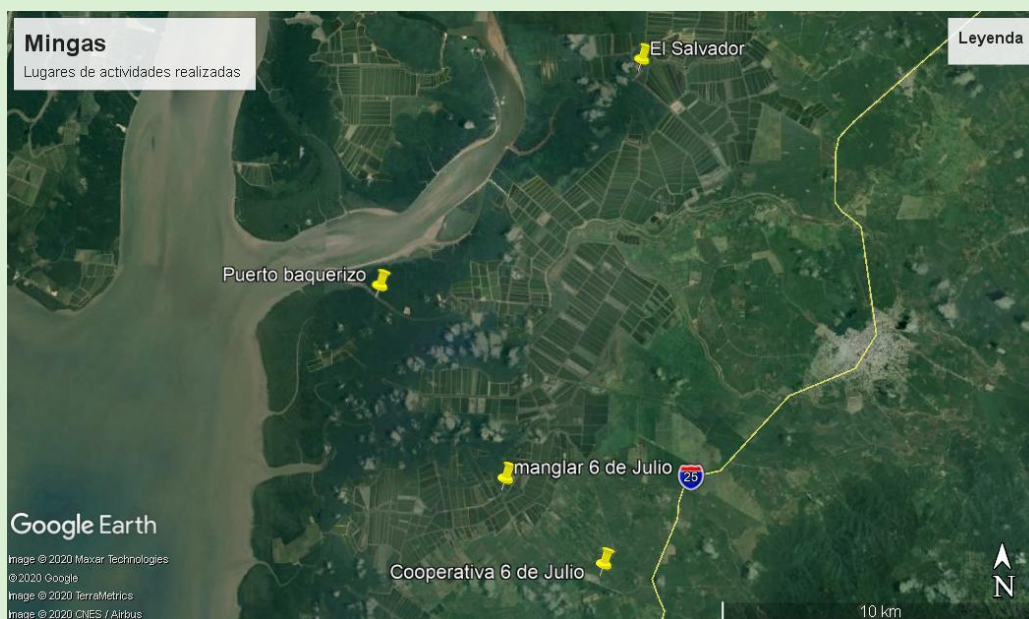 Mingas
Lugares de actividades realizadas
Leyenda
El Salvador
Puerto baquerizo
manglar 6 de Julio
25
Cooperativa 6 de Julio
Google Earth
Image © 2020 Maxar Technologies
© 2020 Google
Image © 2020 TerraMetrics
Image © 2020 CNES / Airbus
N
10 km